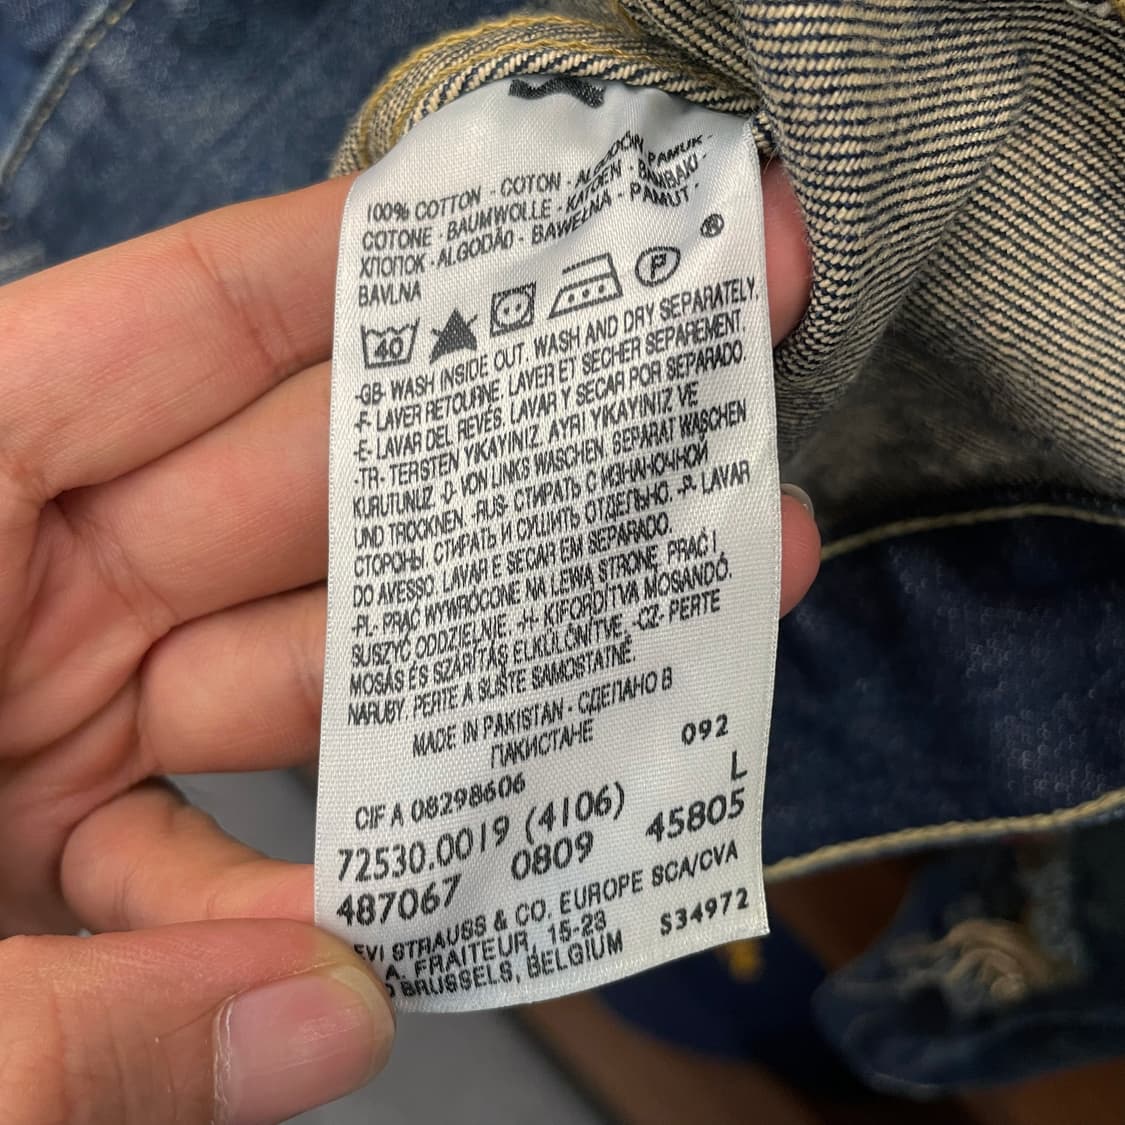 100% COTTON - COTON - ALGODÓN
PAMUK -
COTONE - BAUMWOLLE - KATOEN - BAMBAKI -
ХЛОПОК - ALGODÃO - BAWEŁNA - PAMUT -
BAVLNA
®
40
P
-GB- WASH INSIDE OUT. WASH AND DRY SEPARATELY.
-F- LAVER RETOURNE. LAVER ET SECHER SEPAREMENT.
-E- LAVAR DEL REVÉS. LAVAR Y SECAR POR SEPARADO.
-TR- TERSTEN YIKAYINIZ. AYRI YIKAYINIZ VE
KURUTUNUZ. -D- VON LINKS WASCHEN. SEPARAT WASCHEN
UND TROCKNEN. -RUS- СТИРАТЬ С ИЗНАНОЧНОЙ
СТОРОНЫ. СТИРАТЬ И СУШИТЬ ОТДЕЛЬНО. -P- LAVAR
DO AVESSO. LAVAR E SECAR EM SEPARADO.
-PL- PRAĆ WYWRÓCONE NA LEWĄ STRONĘ. PRAĆ I
SUSZYĆ ODDZIELNIE. -H- KIFORDÍTVA MOSANDÓ.
MOSÁS ÉS SZÁRÍTÁS ELKÜLÖNÍTVE. -CZ- PERTE
NARUBY. PERTE A SUŠTE SAMOSTATNĚ.
MADE IN PAKISTAN - СДЕЛАНО В
ПАКИСТАНЕ
092
CIF A 08298606
L
72530.0019 (4106)
45805
487067
0809
EVI STRAUSS & CO. EUROPE SCA/CVA
A. FRAITEUR, 15-23
S34972
BRUSSELS, BELGIUM